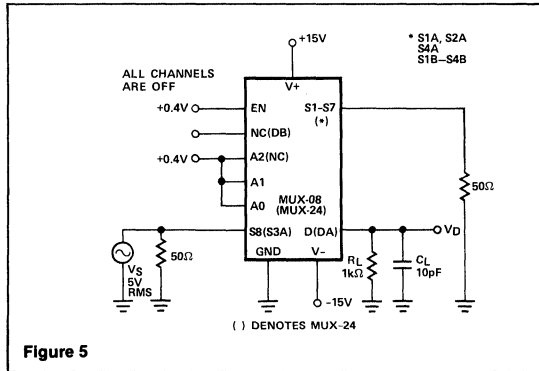 +15V
* S1A, S2A
S4A
S1B–S4B
ALL CHANNELS
ARE OFF
V+
+0.4V
EN
S1–S7
(*)
NC(DB)
+0.4V
A2(NC)
A1
A0
MUX-08
(MUX-24)
50Ω
S8(S3A)
D(DA)
VD
GND
V–
VS
5V
RMS
50Ω
RL
1kΩ
CL
10pF
-15V
( ) DENOTES MUX-24
Figure 5